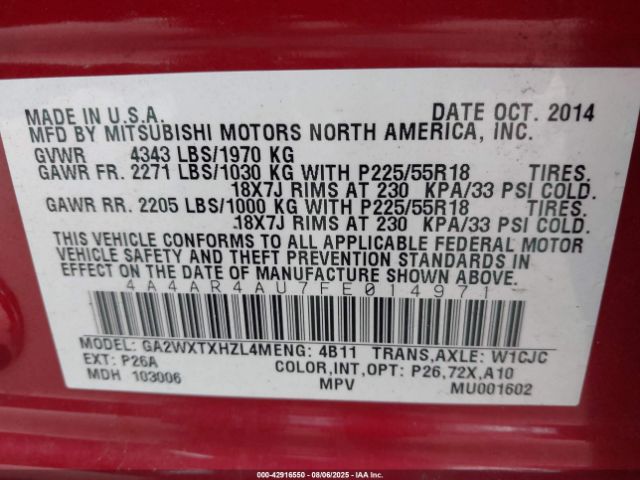 MADE IN U.S.A. DATE OCT. 2014
MFD BY MITSUBISHI MOTORS NORTH AMERICA, INC.
GVWR 4343 LBS/1970 KG
GAWR FR. 2271 LBS/1030 KG WITH P225/55R18 TIRES.
18X7J RIMS AT 230 KPA/33 PSI COLD.
GAWR RR. 2205 LBS/1000 KG WITH P225/55R18 TIRES.
18X7J RIMS AT 230 KPA/33 PSI COLD.
THIS VEHICLE CONFORMS TO ALL APPLICABLE FEDERAL MOTOR
VEHICLE SAFETY AND THEFT PREVENTION STANDARDS IN
EFFECT ON THE DATE OF MANUFACTURE SHOWN ABOVE.
4A4AR4AU7FE014971
MODEL: GA2WXTXHZL4MENG: 4B11 TRANS,AXLE: W1CJC
EXT: P26A COLOR,INT,OPT: P26,72X,A10
MDH 103006 MPV MU001602
000-42916550 - 08/06/2025 - IAAI, Inc.